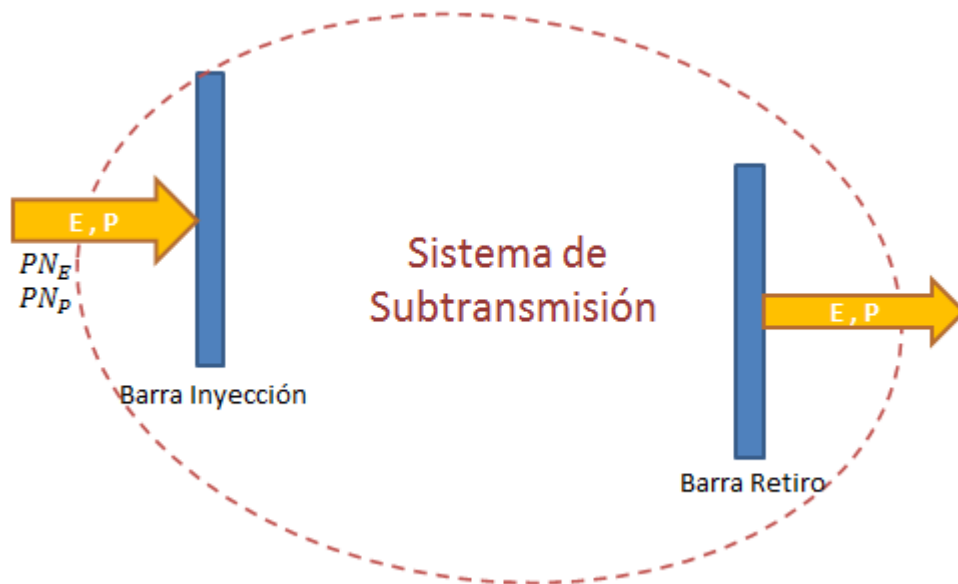 E , P
PN_E
PN_P
Barra Inyección
Sistema de
Subtransmisión
E , P
Barra Retiro